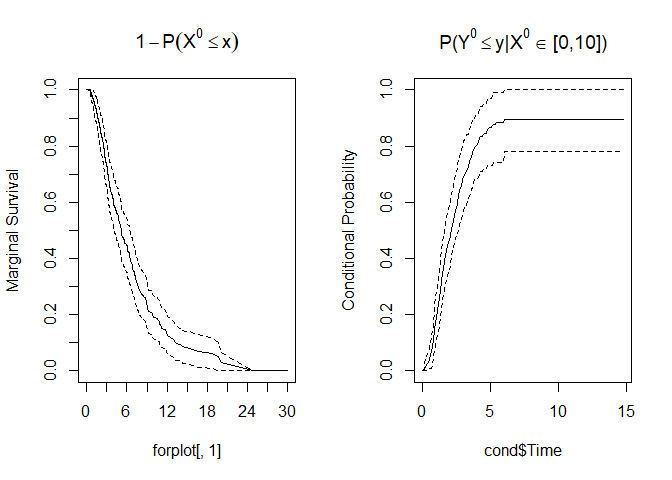 1−P(X⁰ ≤ x)
Marginal Survival
0.0 0.2 0.4 0.6 0.8 1.0
0 6 12 18 24 30
forplot[, 1]
P(Y⁰ ≤ y|X⁰ ∈ [0,10])
Conditional Probability
0.0 0.2 0.4 0.6 0.8 1.0
0 5 10 15
cond$Time